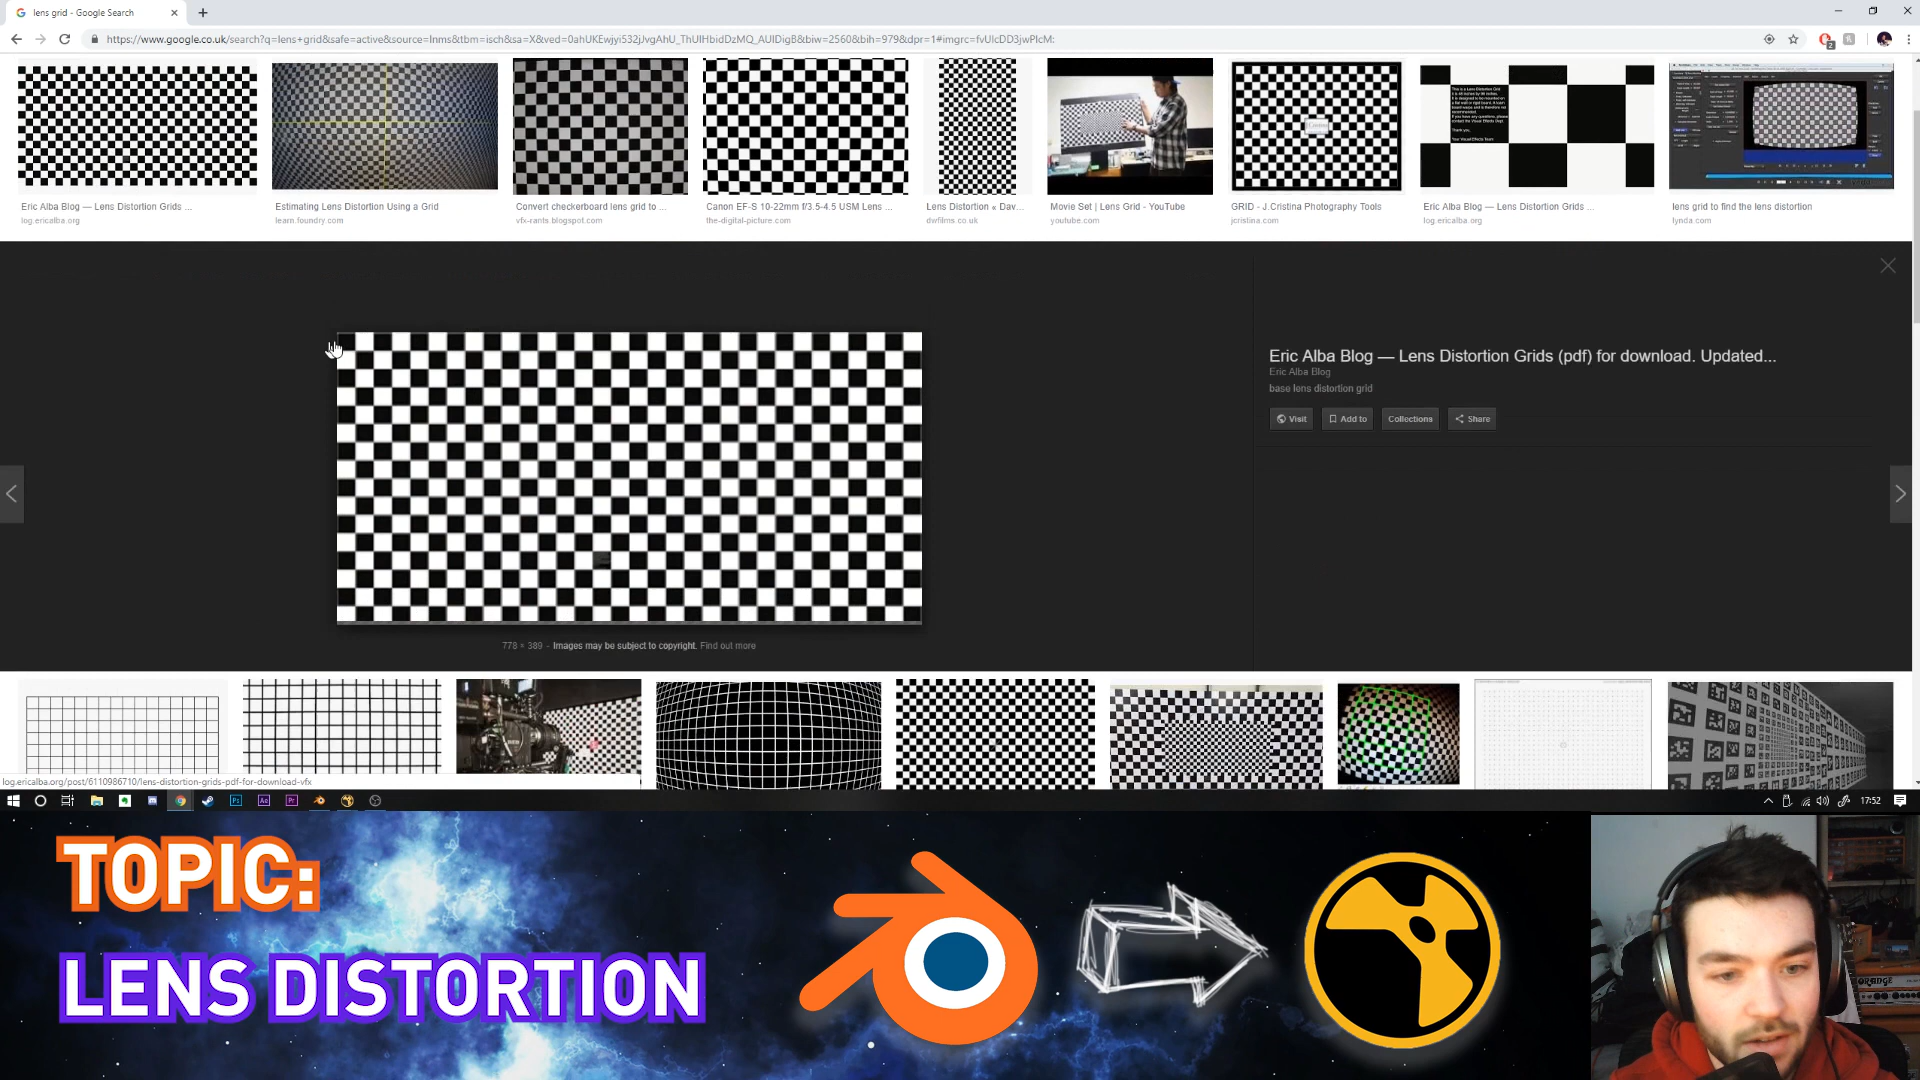 lens grid - Google Search
https://www.google.co.uk/search?q=lens+grid&safe=active&source=lnms&tbm=isch&sa=X&ved=0ahUKEwjyi532jJvgAhU_ThUIHbidDzMQ_AUIDigB&biw=2560&bih=979&dpr=1#imgrc=fvUIcDD3jwPIcM:
Eric Alba Blog — Lens Distortion Grids ...
log.ericalba.org
Estimating Lens Distortion Using a Grid
learn.foundry.com
Convert checkerboard lens grid to ...
vfx-rants.blogspot.com
Canon EF-S 10-22mm f/3.5-4.5 USM Lens ...
the-digital-picture.com
Lens Distortion « Dav...
dwfilms.co.uk
Movie Set | Lens Grid - YouTube
youtube.com
GRID - J.Cristina Photography Tools
jcristina.com
Eric Alba Blog — Lens Distortion Grids ...
log.ericalba.org
lens grid to find the lens distortion
lynda.com
Eric Alba Blog — Lens Distortion Grids (pdf) for download. Updated...
Eric Alba Blog
base lens distortion grid
Visit
Add to
Collections
Share
778 × 389 - Images may be subject to copyright. Find out more
log.ericalba.org/post/6110986710/lens-distortion-grids-pdf-for-download-vfx
Ps
Ae
Pr
17:52
TOPIC:
LENS DISTORTION
ORANGE